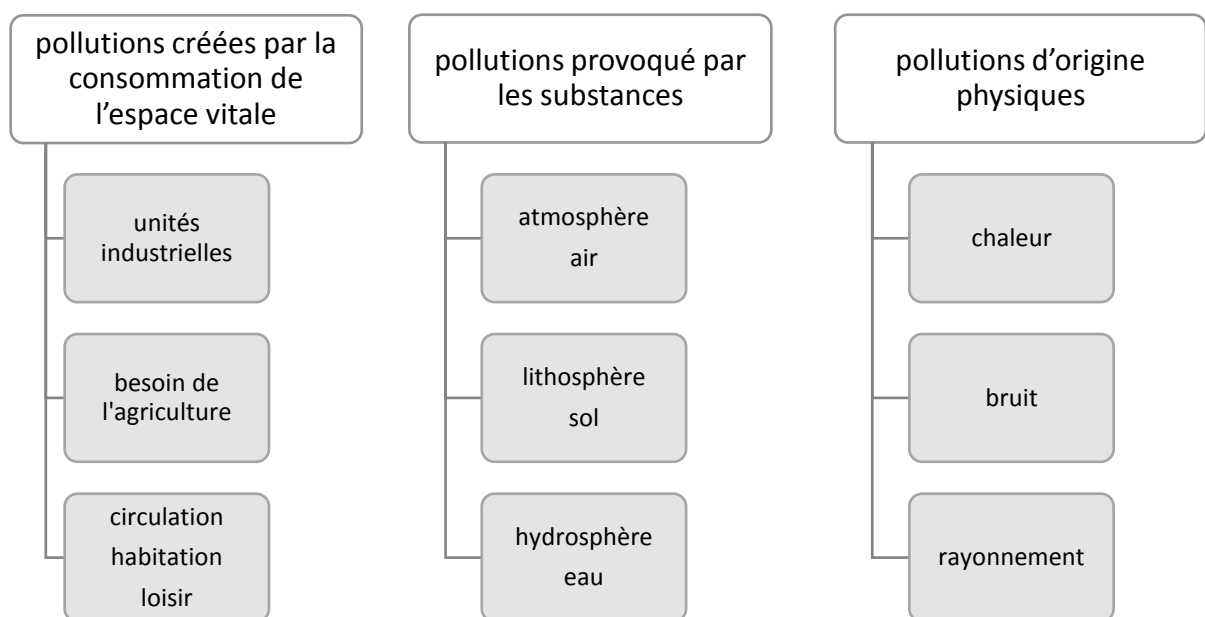 pollutions créées par la
consommation de
l’espace vitale
unités
industrielles
besoin de
l'agriculture
circulation
habitation
loisir
pollutions provoqué par
les substances
atmosphère
air
lithosphère
sol
hydrosphère
eau
pollutions d’origine
physiques
chaleur
bruit
rayonnement